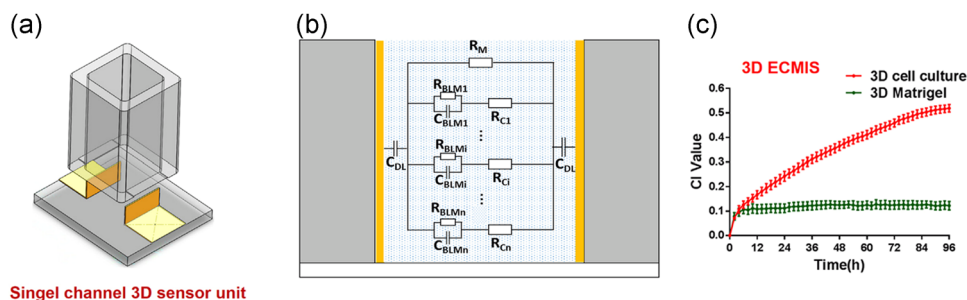 (a)
Singel channel 3D sensor unit
(b)
R_M
R_BLM1
C_BLM1
R_C1
...
C_DL
C_DL
R_BLMi
C_BLMi
R_Ci
...
R_BLMn
C_BLMn
R_Cn
(c)
3D ECMIS
3D cell culture
3D Matrigel
CI Value
0.6
0.5
0.4
0.3
0.2
0.1
0.0
0 12 24 36 48 60 72 84 96
Time(h)